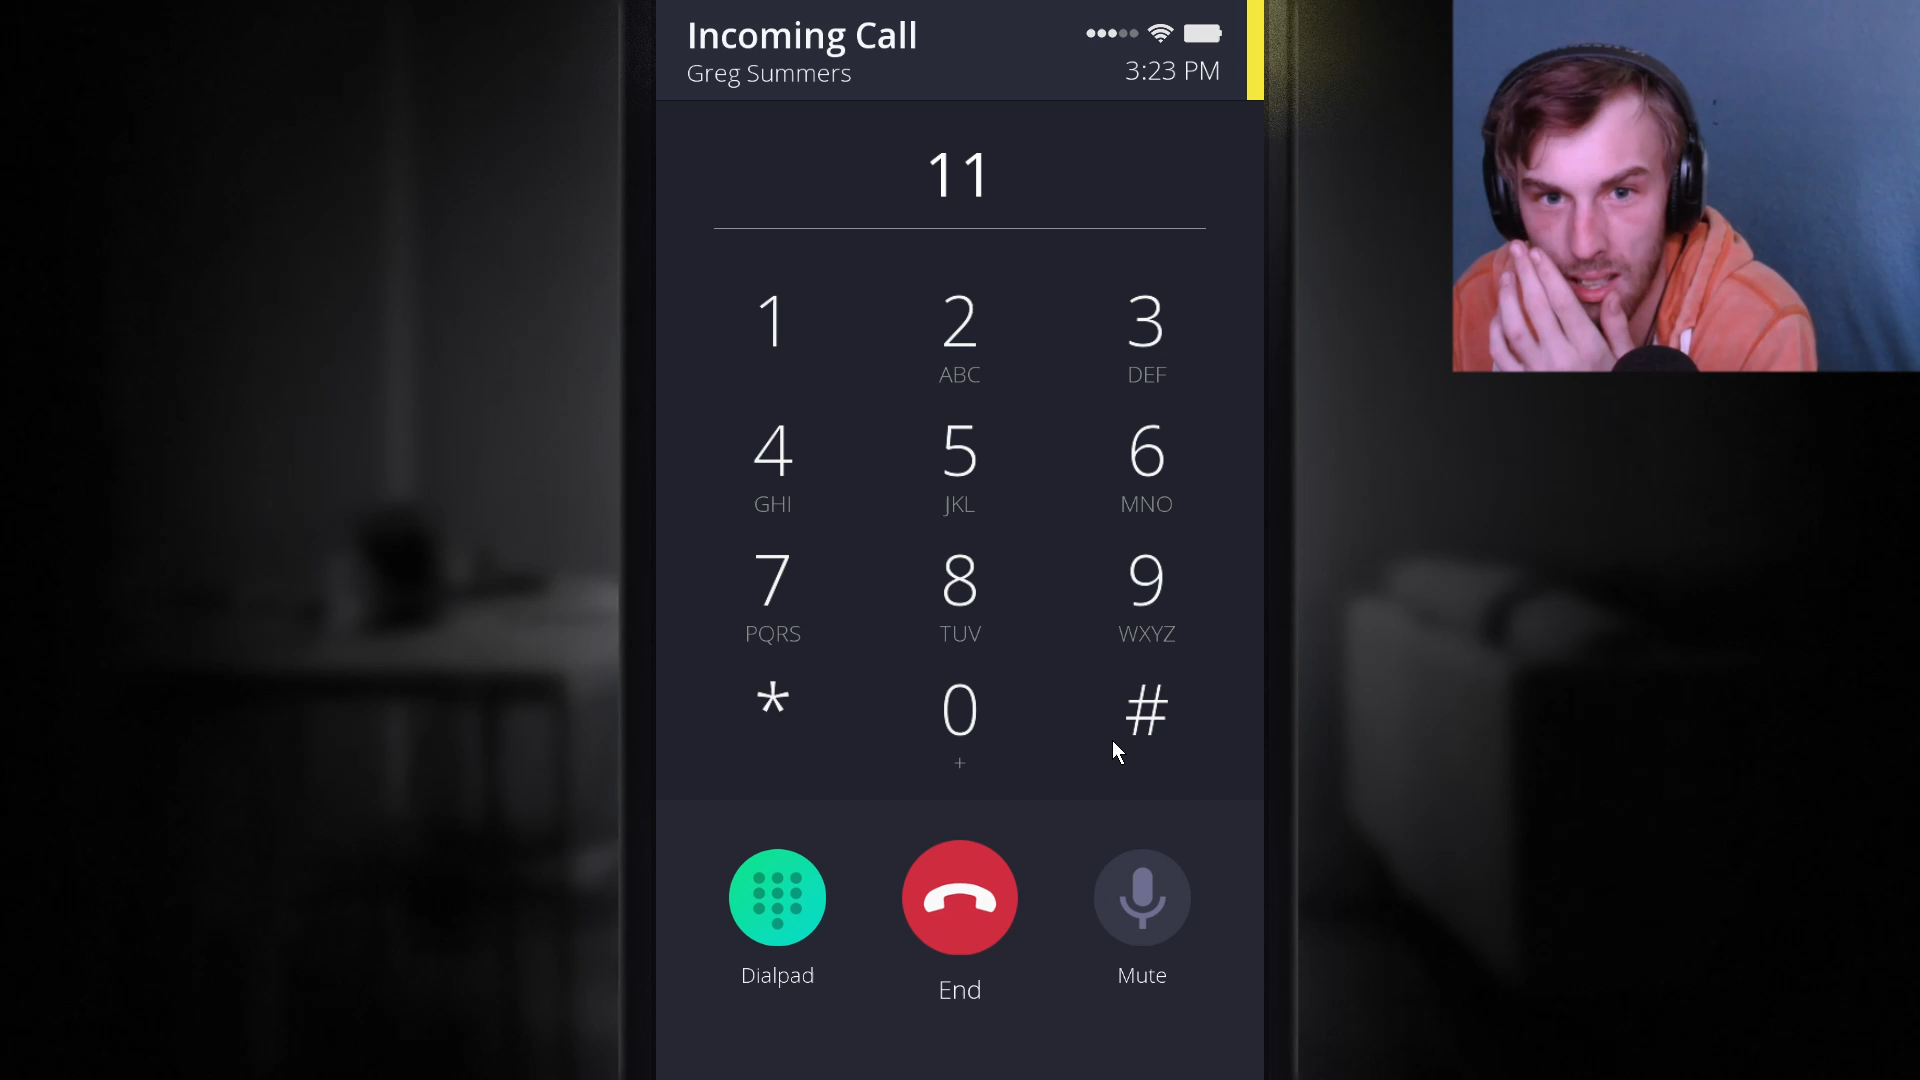 Incoming Call
Greg Summers
3:23 PM
11
1
2
3
ABC
DEF
4
5
6
GHI
JKL
MNO
7
8
9
PQRS
TUV
WXYZ
*
0
#
+
Dialpad
End
Mute